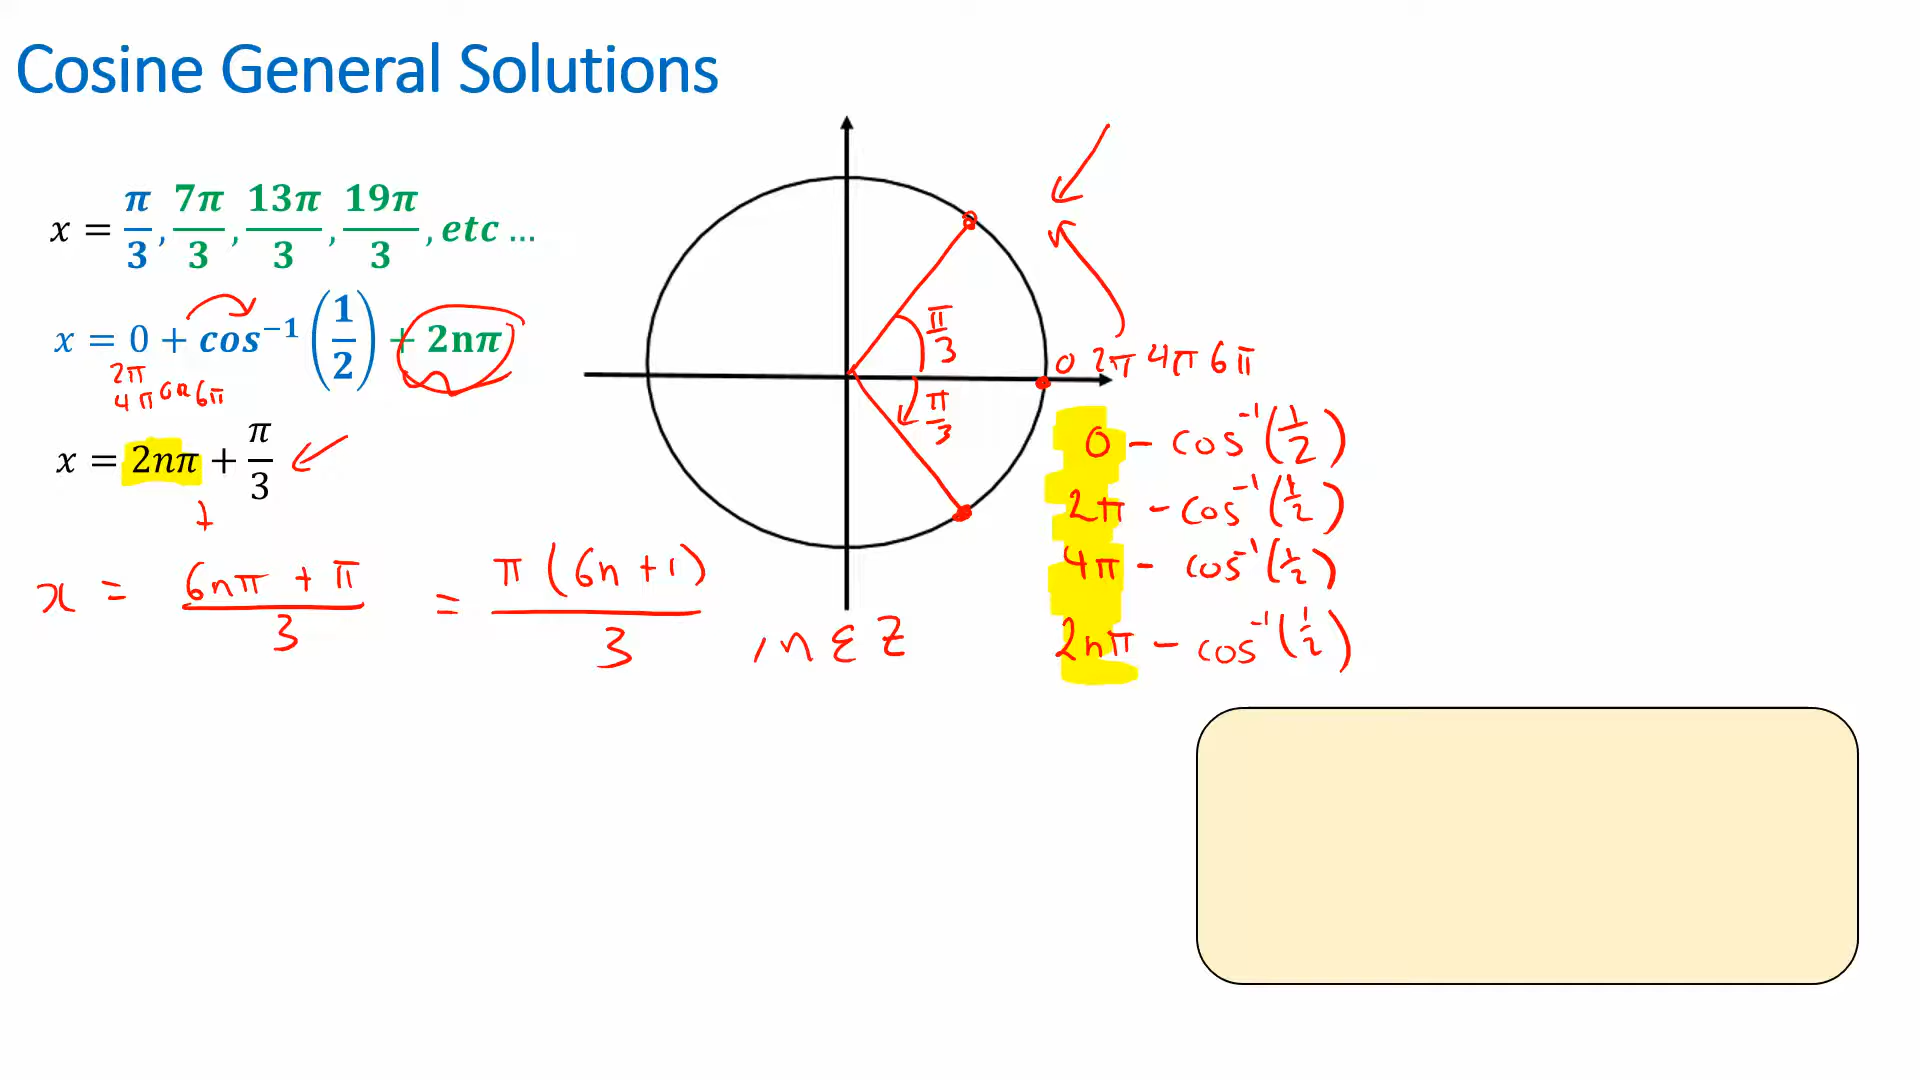 Cosine General Solutions
x = π/3, 7π/3, 13π/3, 19π/3, etc ...
x = 0 + cos⁻¹(1/2) + 2nπ
2π
4π or 6π
x = 2nπ + π/3
+
x = (6nπ + π)/3 = π(6n + 1)/3 , n ∈ Z
π/3
0 2π 4π 6π
π/3
0 − cos⁻¹(1/2)
2π − cos⁻¹(1/2)
4π − cos⁻¹(1/2)
2nπ − cos⁻¹(1/2)